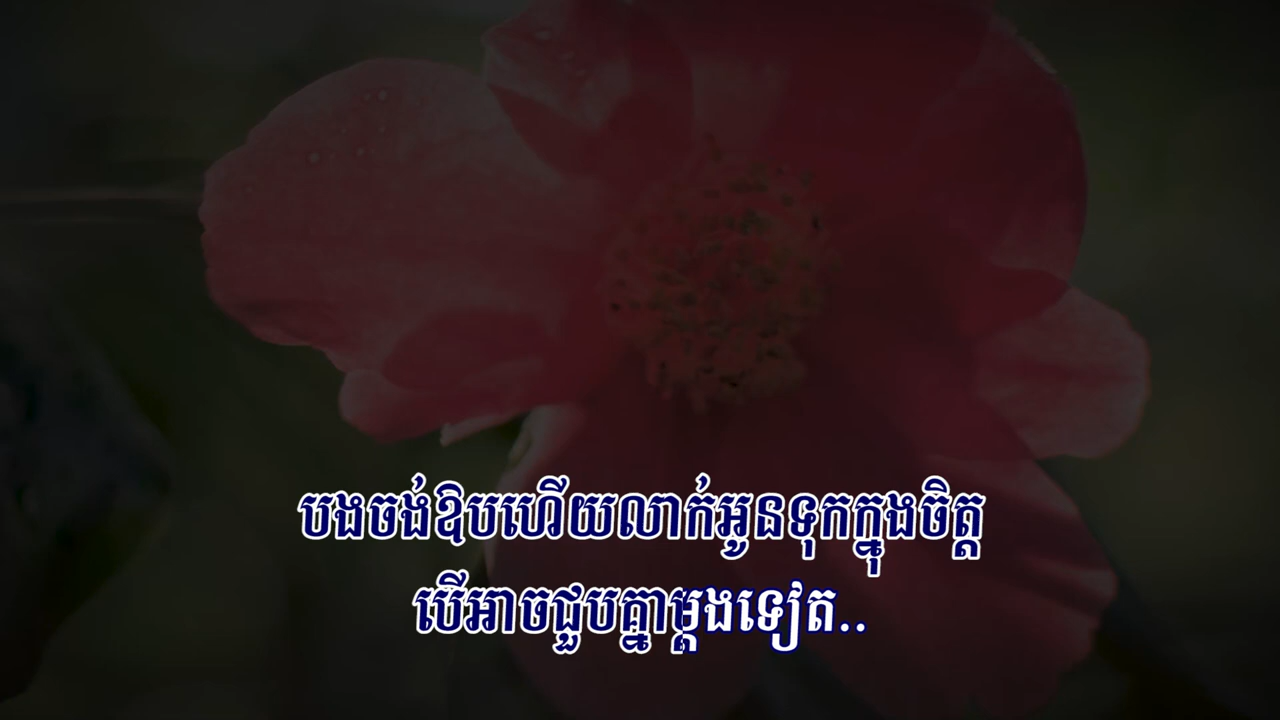 បងចង់ឱបហើយលាក់អូនទុកក្នុងចិត្ត
បើអាចជួបគ្នាម្ដងទៀត..